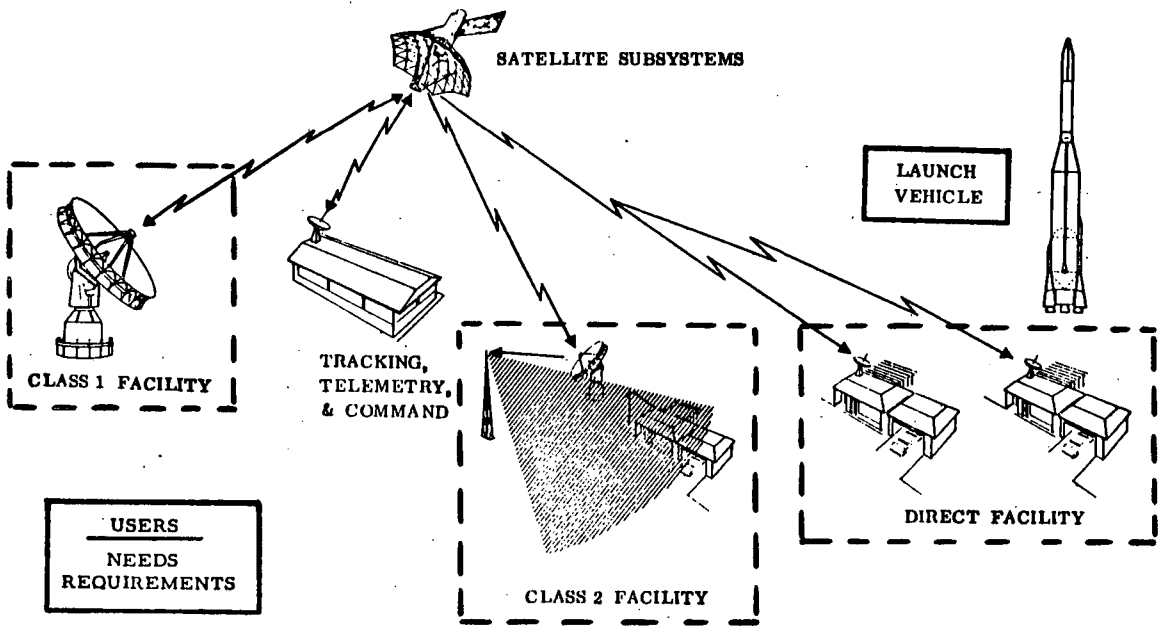 SATELLITE SUBSYSTEMS
LAUNCH
VEHICLE
CLASS 1 FACILITY
TRACKING,
TELEMETRY,
& COMMAND
DIRECT FACILITY
USERS
NEEDS
REQUIREMENTS
CLASS 2 FACILITY